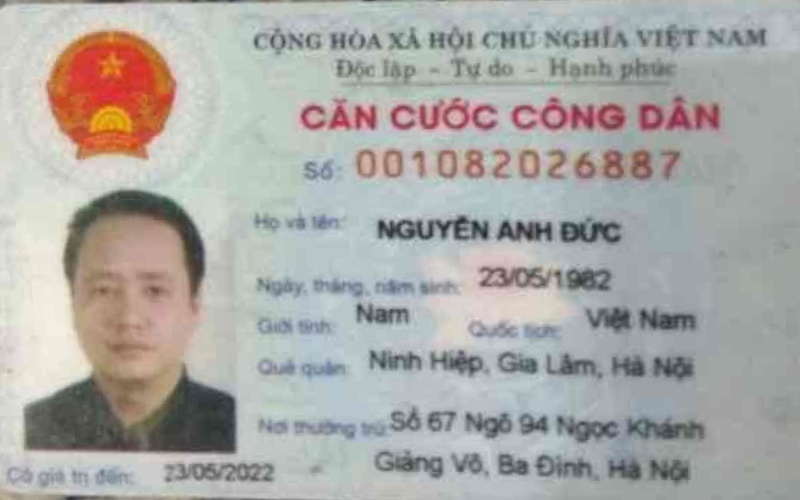 CỘNG HÒA XÃ HỘI CHỦ NGHĨA VIỆT NAM
Độc lập - Tự do - Hạnh phúc
CĂN CƯỚC CÔNG DÂN
Số: 001082026887
Họ và tên: NGUYỄN ANH ĐỨC
Ngày, tháng, năm sinh: 23/05/1982
Giới tính: Nam Quốc tịch: Việt Nam
Quê quán: Ninh Hiệp, Gia Lâm, Hà Nội
Nơi thường trú: Số 67 Ngõ 94 Ngọc Khánh
Giảng Võ, Ba Đình, Hà Nội
Có giá trị đến: 23/05/2022